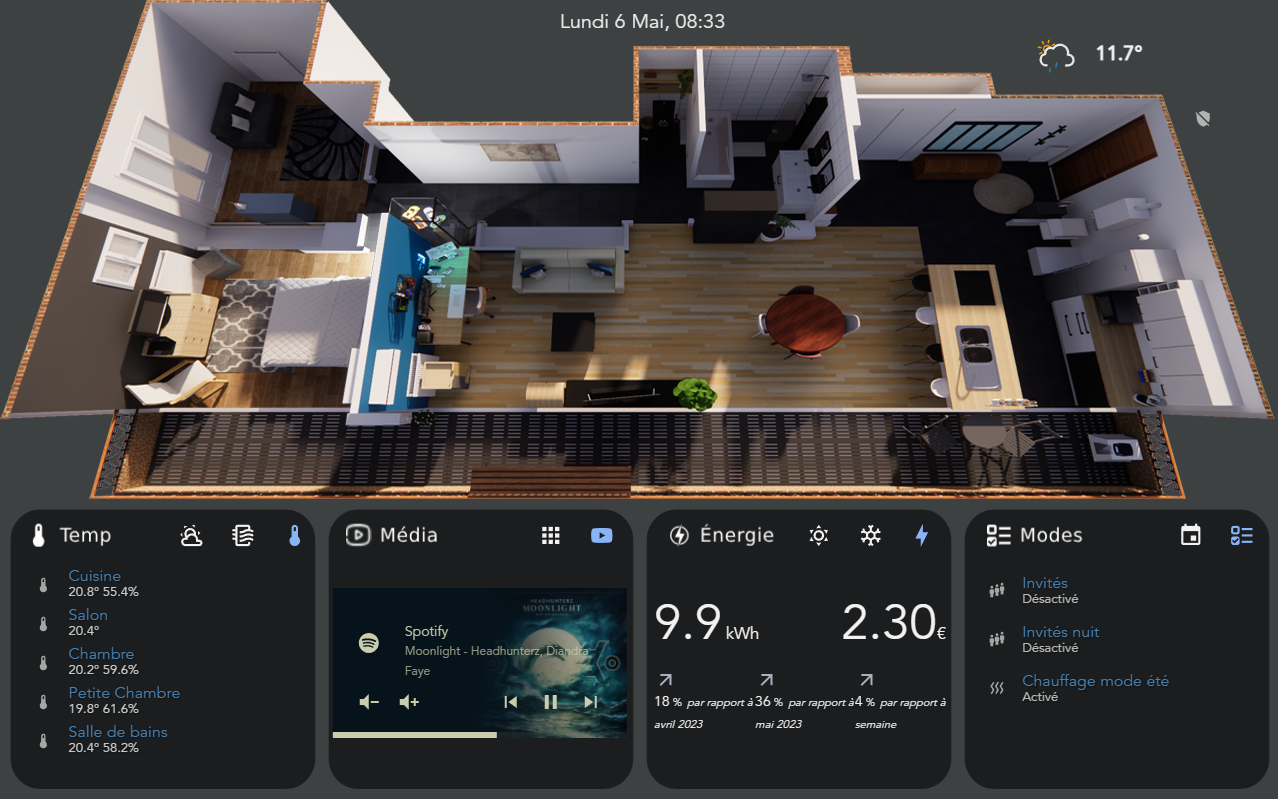 Lundi 6 Mai, 08:33
11.7°
Temp
Cuisine
20.8° 55.4%
Salon
20.4°
Chambre
20.2° 59.6%
Petite Chambre
19.8° 61.6%
Salle de bains
20.4° 58.2%
Média
HEADHUNTERZ
MOONLIGHT
Spotify
Moonlight - Headhunterz, Diandra
Faye
Énergie
9.9 kWh
2.30€
18 % par rapport à
avril 2023
36 % par rapport à
mai 2023
4 % par rapport à
semaine
Modes
Invités
Désactivé
Invités nuit
Désactivé
Chauffage mode été
Activé